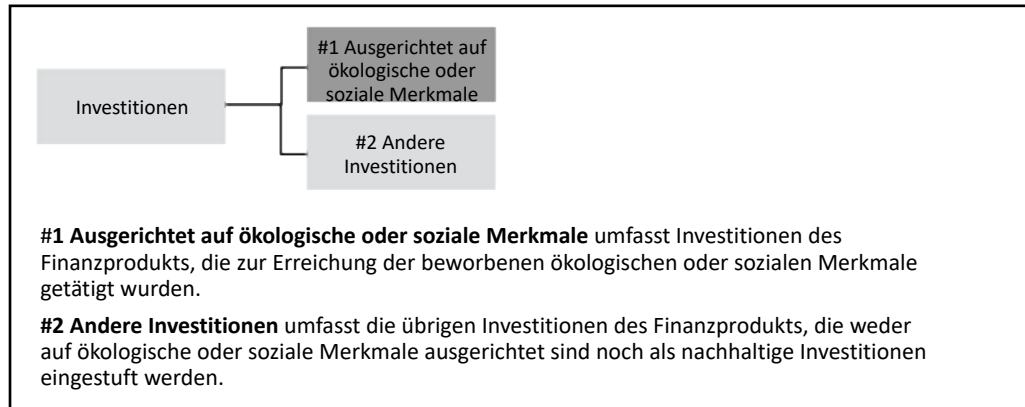 Investitionen
#1 Ausgerichtet auf
ökologische oder
soziale Merkmale
#2 Andere
Investitionen
#1 Ausgerichtet auf ökologische oder soziale Merkmale umfasst Investitionen des
Finanzprodukts, die zur Erreichung der beworbenen ökologischen oder sozialen Merkmale
getätigt wurden.
#2 Andere Investitionen umfasst die übrigen Investitionen des Finanzprodukts, die weder
auf ökologische oder soziale Merkmale ausgerichtet sind noch als nachhaltige Investitionen
eingestuft werden.